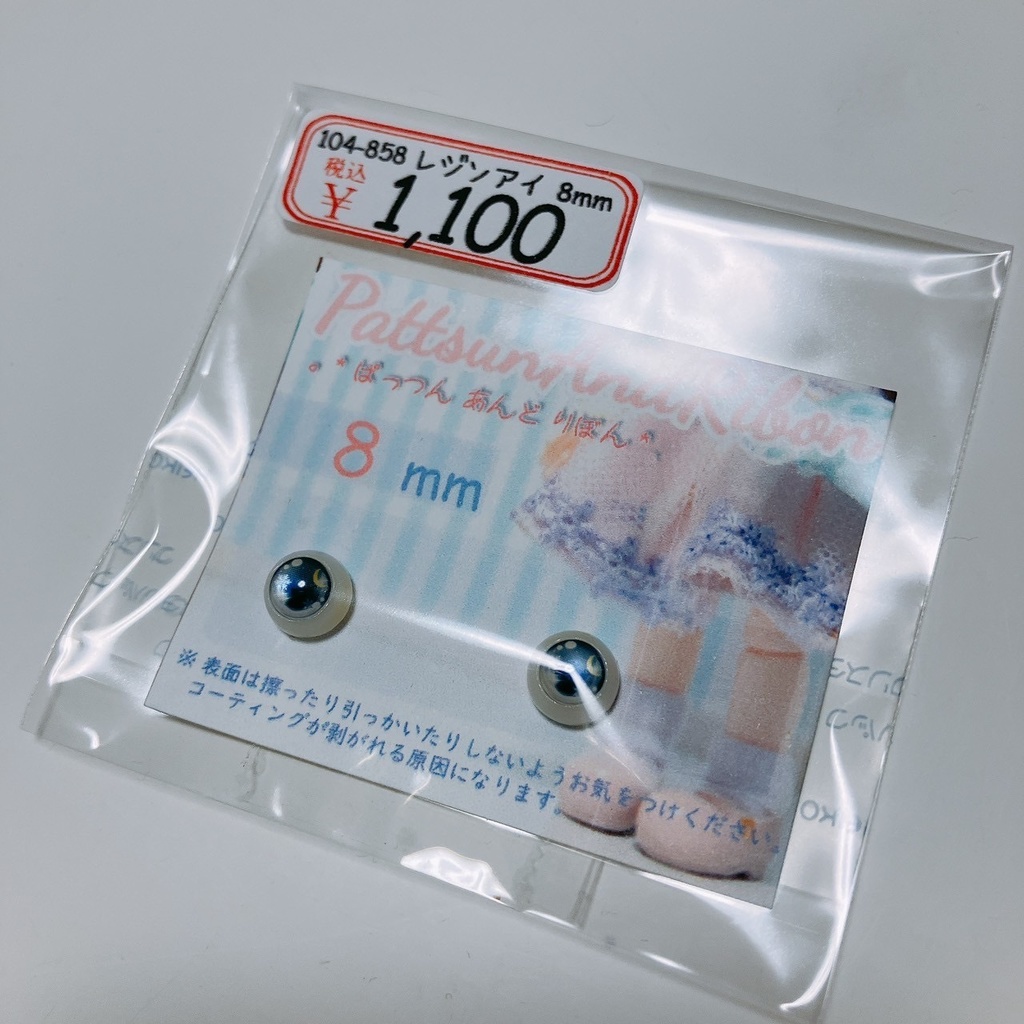 104-858 レジンアイ 8mm
税込
¥ 1,100
PattsunAndRibon
｡*ぱっつん あんど りぼん*｡
8 mm
※表面は擦ったり引っかいたりしないようお気をつけください。
コーティングが剥がれる原因になります。